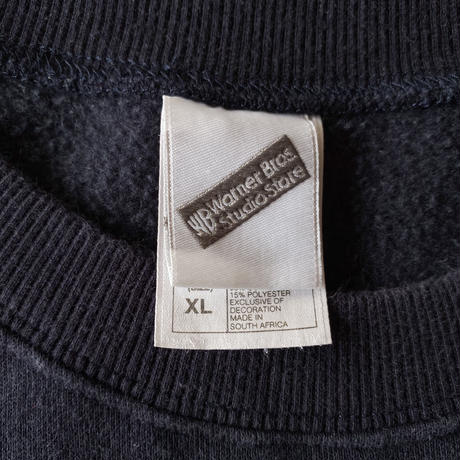 WB Warner Bros.
Studio Store
XL
15% POLYESTER
EXCLUSIVE OF
DECORATION
MADE IN
SOUTH AFRICA